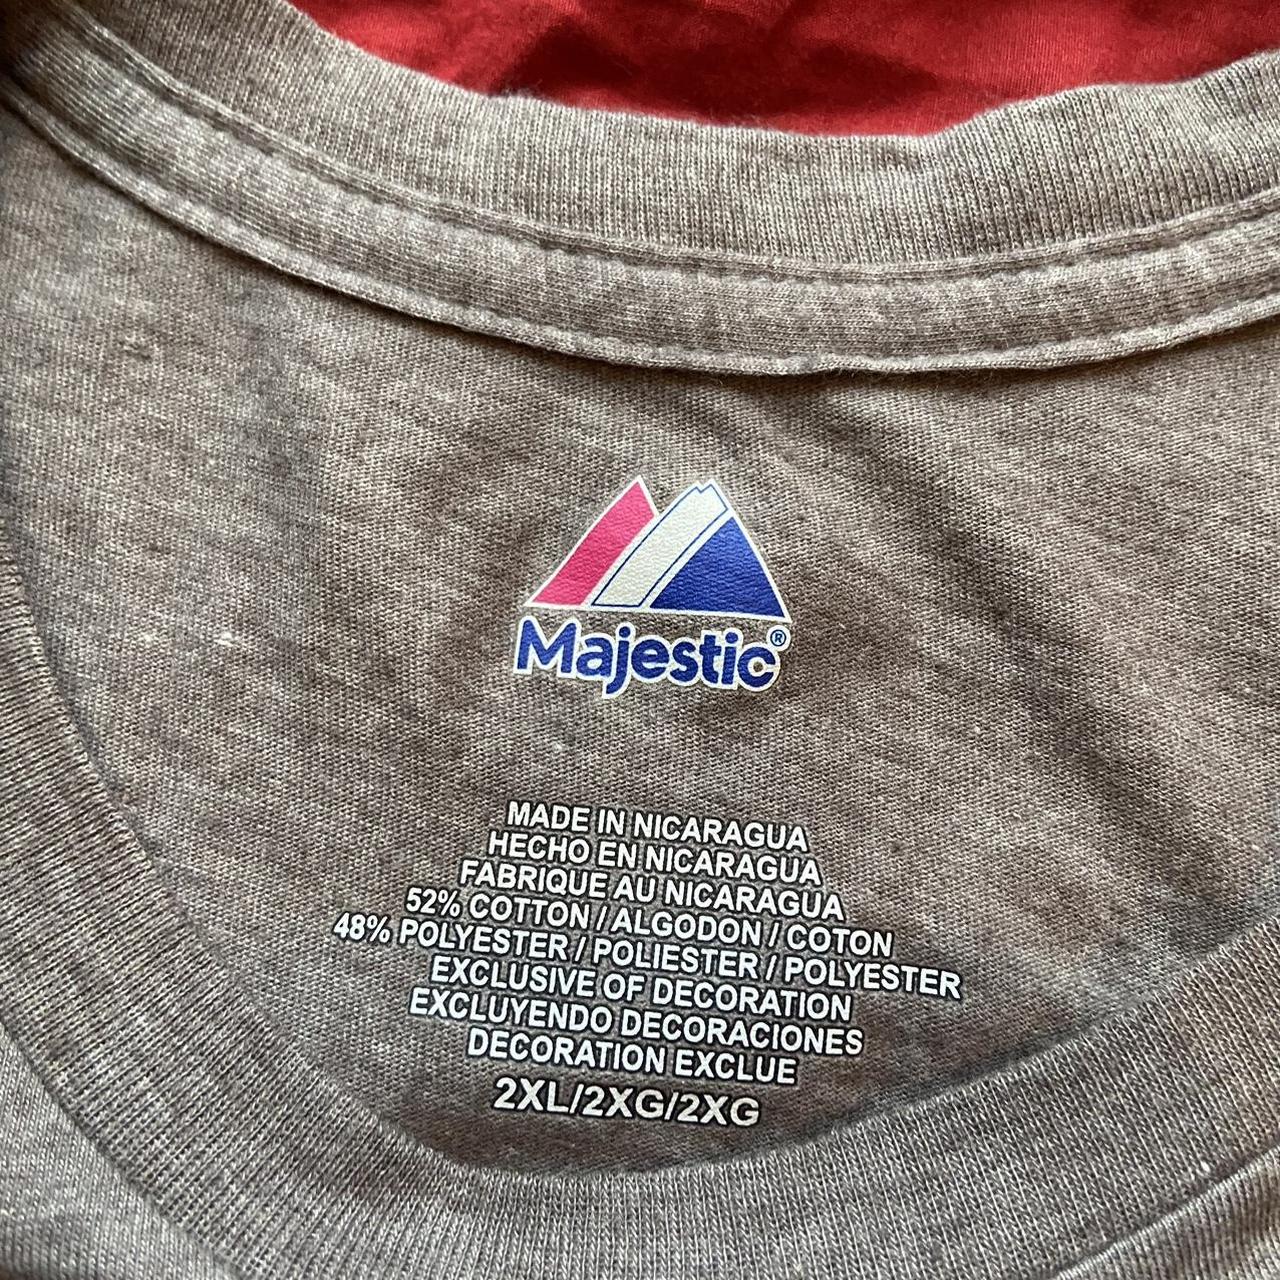 Majestic®
MADE IN NICARAGUA
HECHO EN NICARAGUA
FABRIQUE AU NICARAGUA
52% COTTON / ALGODON / COTON
48% POLYESTER / POLIESTER / POLYESTER
EXCLUSIVE OF DECORATION
EXCLUYENDO DECORACIONES
DECORATION EXCLUE
2XL/2XG/2XG